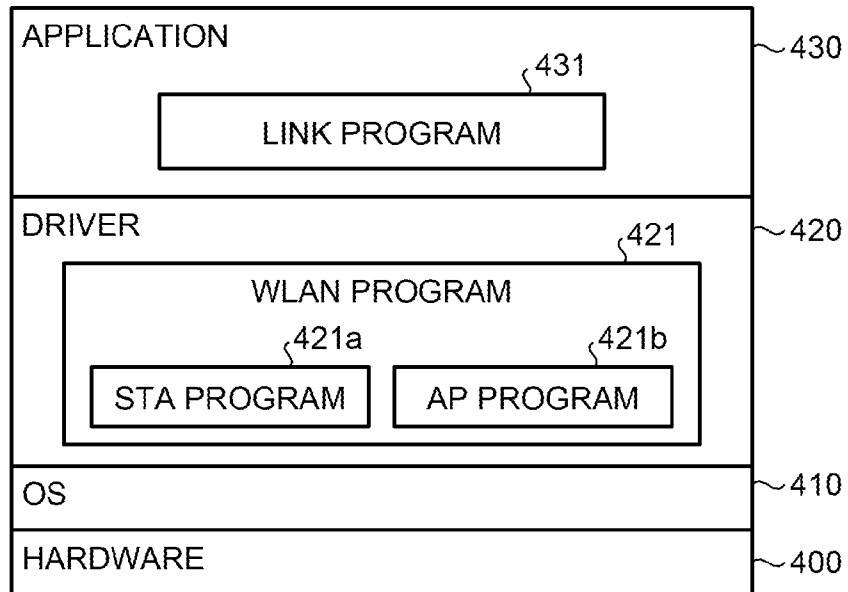 APPLICATION
430
431
LINK PROGRAM
DRIVER
420
421
WLAN PROGRAM
421a
421b
STA PROGRAM
AP PROGRAM
OS
410
HARDWARE
400